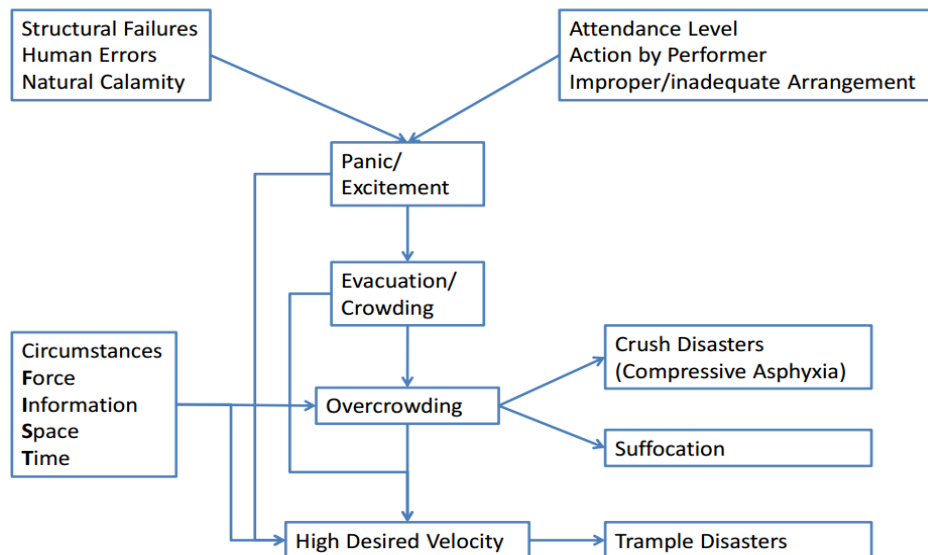 Structural Failures
Human Errors
Natural Calamity
Attendance Level
Action by Performer
Improper/inadequate Arrangement
Panic/
Excitement
Evacuation/
Crowding
Circumstances
Force
Information
Space
Time
Overcrowding
Crush Disasters
(Compressive Asphyxia)
Suffocation
High Desired Velocity
Trample Disasters